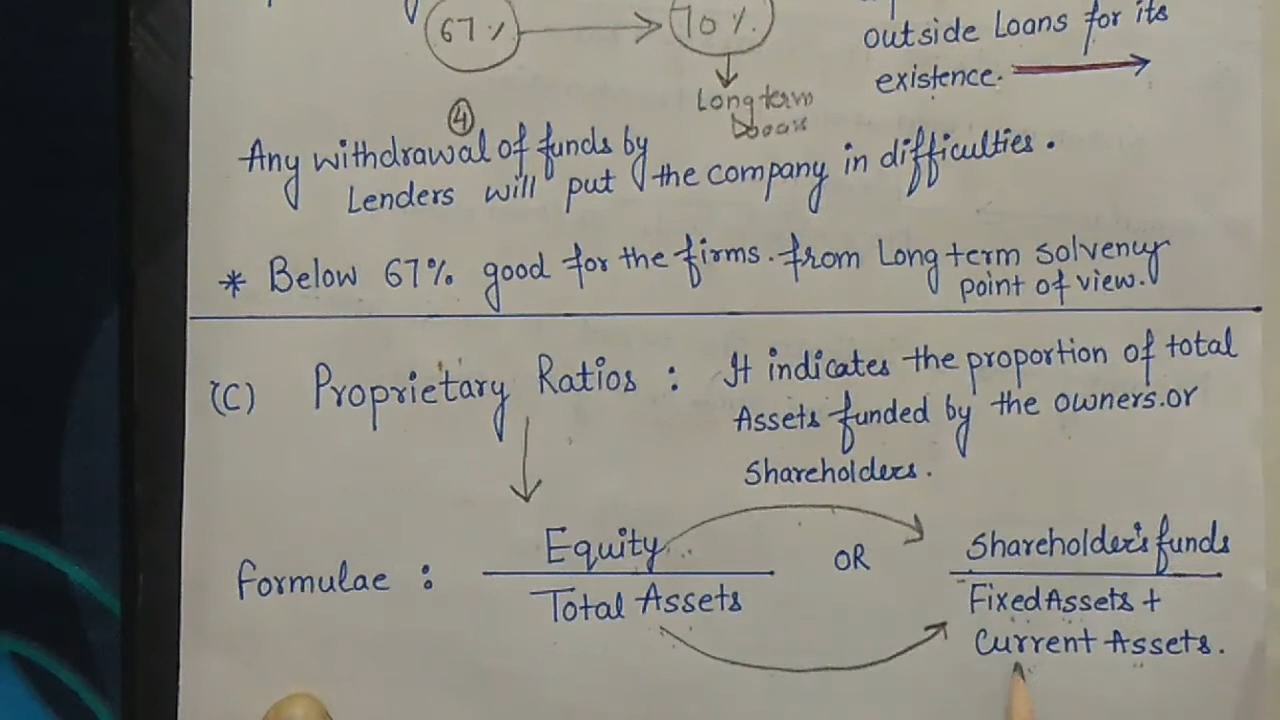 67% 70%
outside Loans for its
existence.
Long term
④
Any withdrawal of funds by
Lenders will put the company in difficulties.
* Below 67% good for the firms. from Long term solvency
point of view.
(C) Proprietary Ratios : It indicates the proportion of total
Assets funded by the owners.or
Shareholders.
Formulae : Equity OR Shareholder's funds
Total Assets Fixed Assets +
Current Assets.